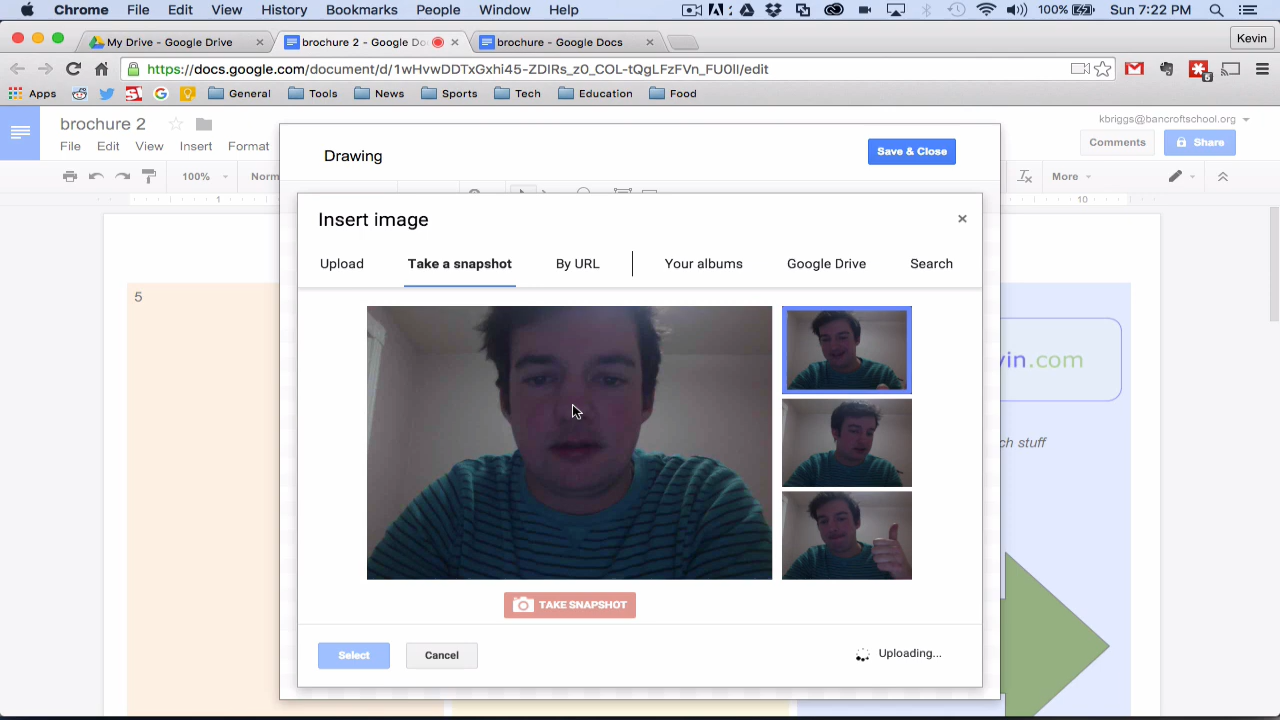 Chrome File Edit View History Bookmarks People Window Help 100% Sun 7:22 PM
My Drive - Google Drive brochure 2 - Google Do brochure - Google Docs Kevin
https://docs.google.com/document/d/1wHvwDDTxGxhi45-ZDIRs_z0_COL-tQgLFzFVn_FU0lI/edit
Apps General Tools News Sports Tech Education Food
brochure 2
kbriggs@bancroftschool.org
File Edit View Insert Format
Comments Share
Drawing
Save & Close
100% Norm More
1 10
Insert image
Upload Take a snapshot By URL Your albums Google Drive Search
5
vin.com
ch stuff
TAKE SNAPSHOT
Select Cancel Uploading...